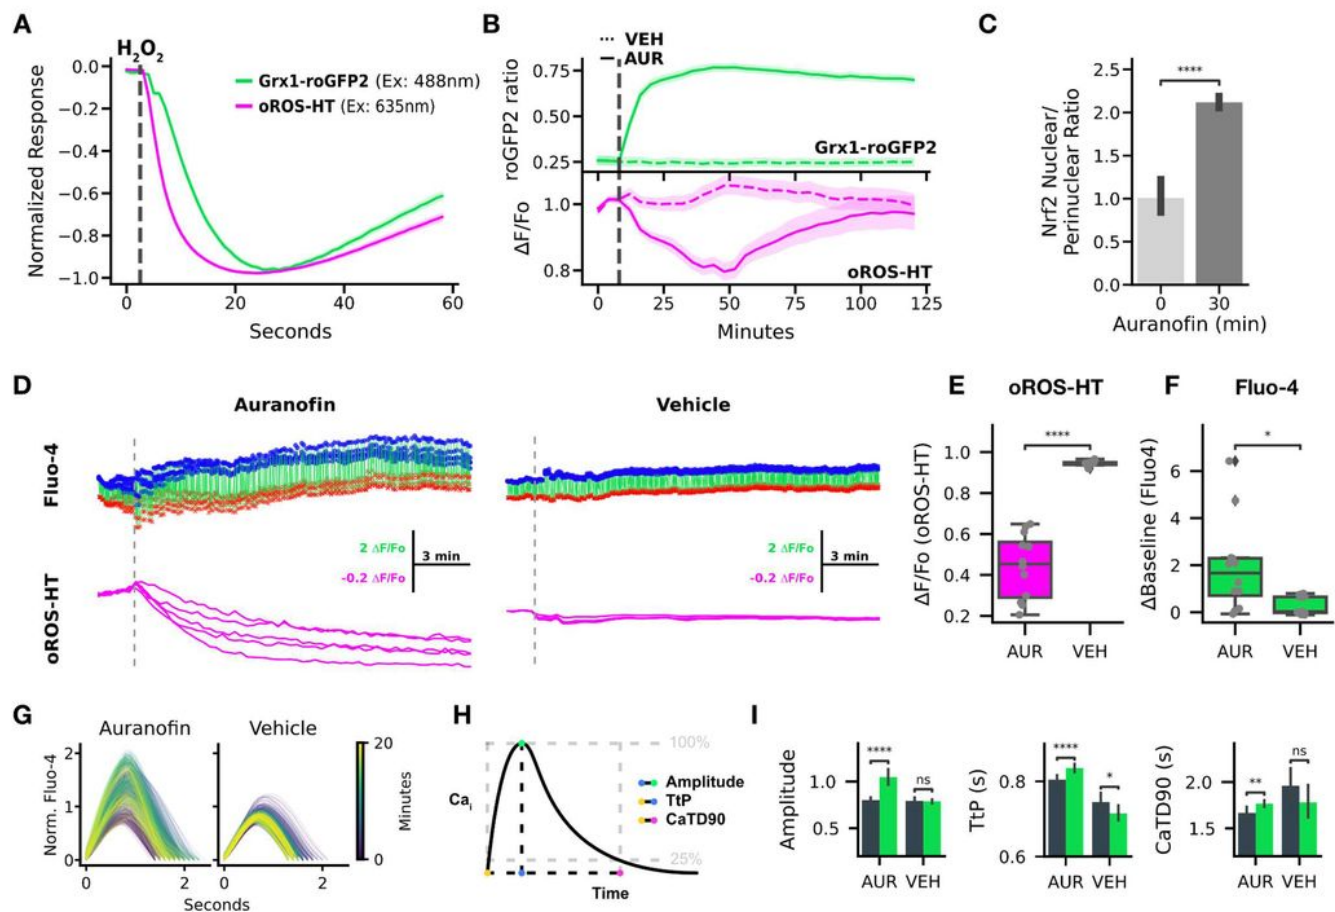 A
H2O2
Grx1-roGFP2 (Ex: 488nm)
oROS-HT (Ex: 635nm)
Normalized Response
0.0
−0.2
−0.4
−0.6
−0.8
−1.0
0
20
40
60
Seconds
B
VEH
AUR
roGFP2 ratio
0.75
0.25
Grx1-roGFP2
ΔF/Fo
1.0
0.8
oROS-HT
0
25
50
75
100
125
Minutes
C
Nrf2 Nuclear/
Perinuclear Ratio
2.5
2.0
1.5
1.0
0.5
0.0
****
0
30
Auranofin (min)
D
Auranofin
Vehicle
Fluo-4
oROS-HT
2 ΔF/Fo
3 min
-0.2 ΔF/Fo
2 ΔF/Fo
3 min
-0.2 ΔF/Fo
E
oROS-HT
ΔF/Fo (oROS-HT)
1.0
0.9
0.8
0.7
0.6
0.5
0.4
0.3
0.2
****
AUR
VEH
F
Fluo-4
ΔBaseline (Fluo4)
6
4
2
0
*
AUR
VEH
G
Auranofin
Vehicle
Norm. Fluo-4
2
1
0
0
1
2
0
1
2
Seconds
20
0
Minutes
H
Cai
100%
Amplitude
TtP
CaTD90
25%
Time
I
Amplitude
1.0
0.5
****
ns
AUR
VEH
TtP (s)
0.8
0.6
****
*
AUR
VEH
CaTD90 (s)
2.0
1.5
**
ns
AUR
VEH